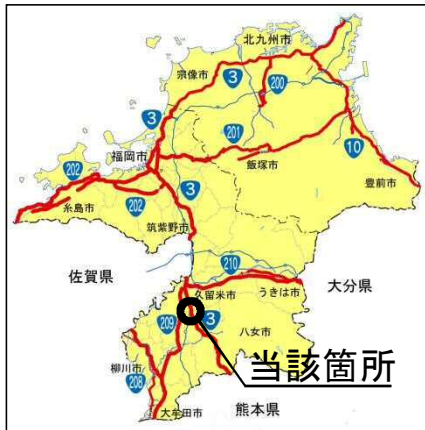 北九州市
宗像市
3
200
3
福岡市
201
10
202
飯塚市
豊前市
3
糸島市
202
筑紫野市
佐賀県
210
大分県
久留米市
うきは市
209
3
八女市
当該箇所
柳川市
208
大牟田市
熊本県